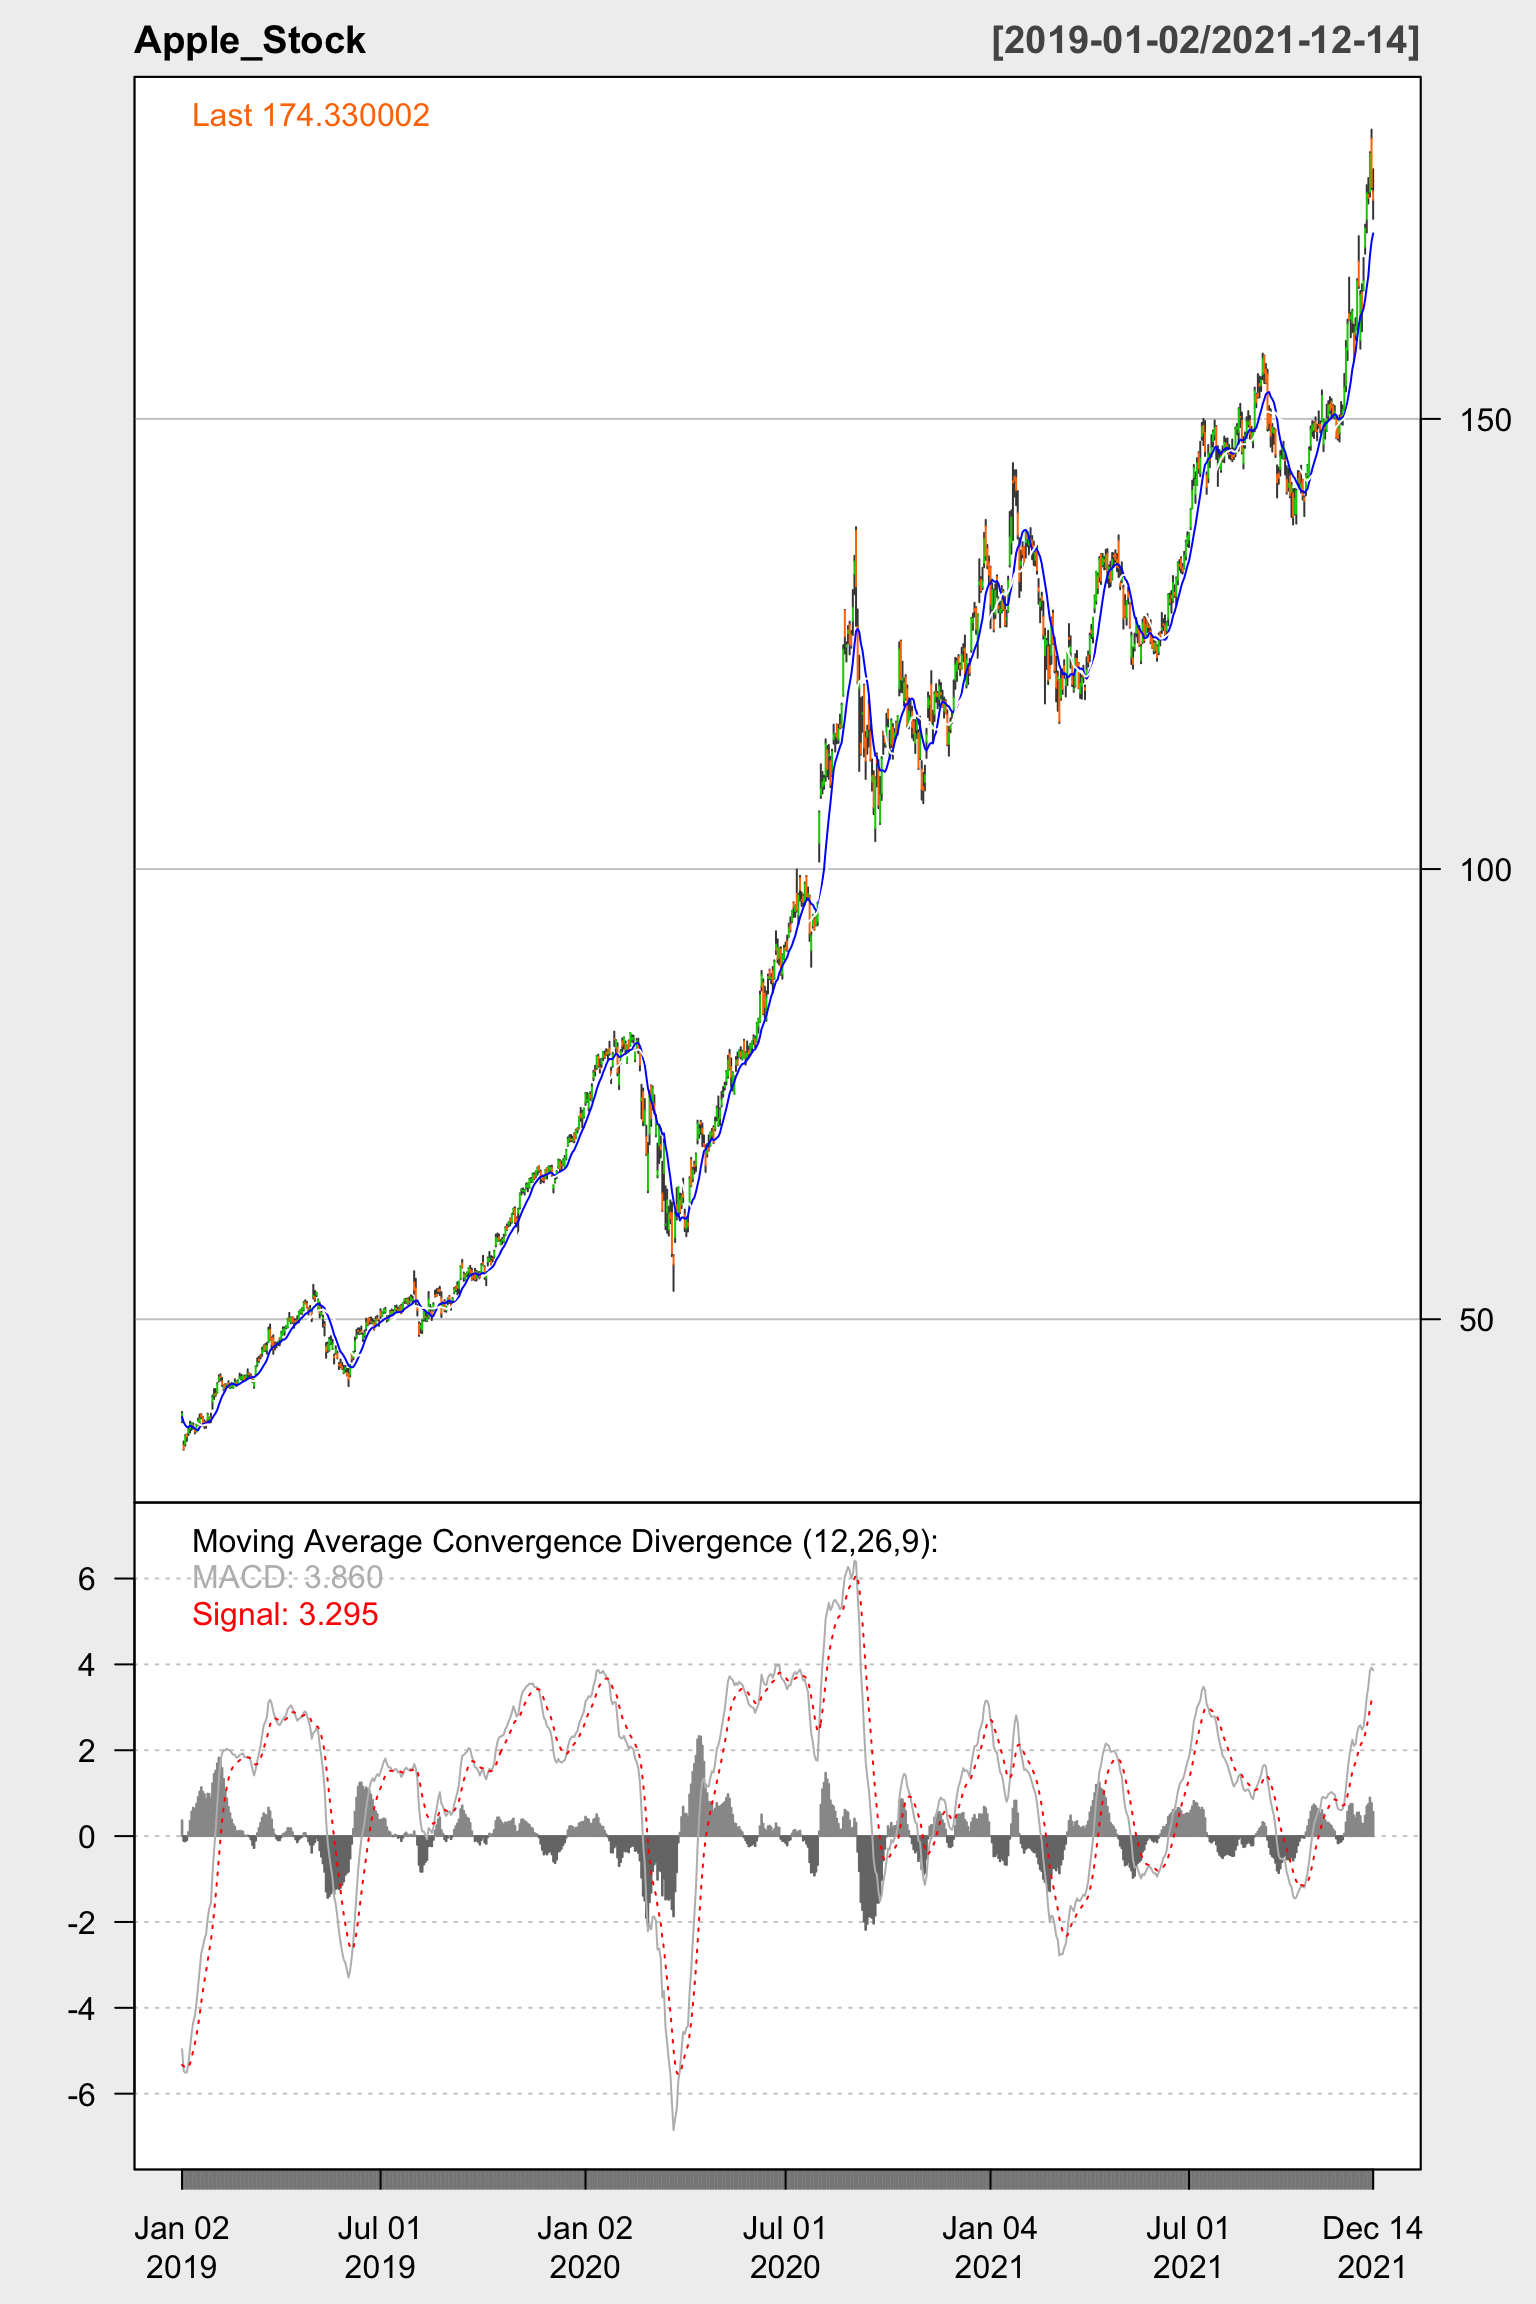 Apple_Stock [2019-01-02/2021-12-14]
Last 174.330002
150
100
50
Moving Average Convergence Divergence (12,26,9):
MACD: 3.860
Signal: 3.295
6
4
2
0
-2
-4
-6
Jan 02 Jul 01 Jan 02 Jul 01 Jan 04 Jul 01 Dec 14
2019 2019 2020 2020 2021 2021 2021